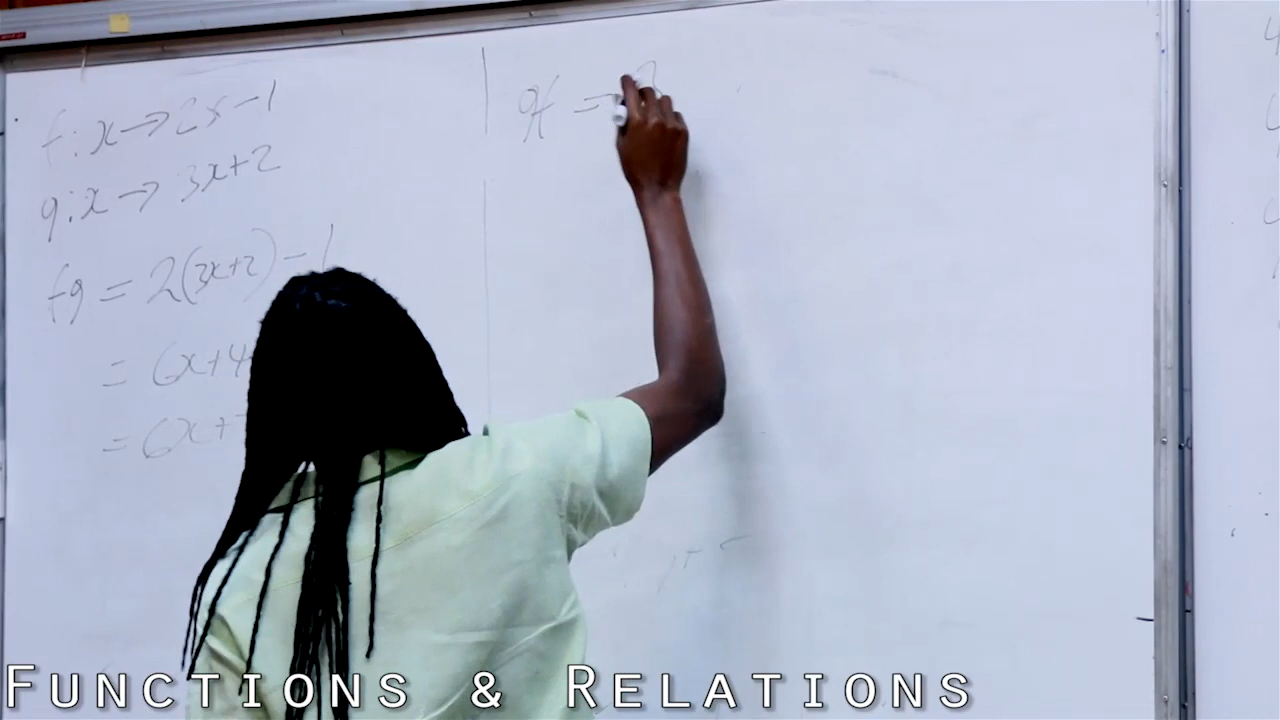 f : x → 2x - 1
g : x → 3x + 2
fg = 2(3x+2) - 1
= 6x + 4
= 6x +
gf =
FUNCTIONS & RELATIONS